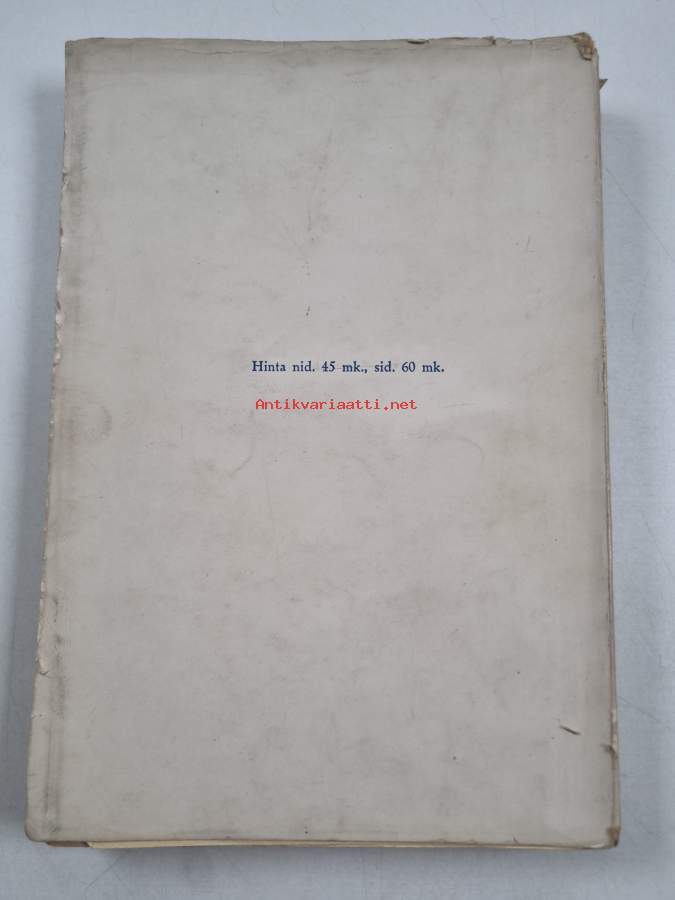 Hinta nid. 45 mk., sid. 60 mk.
Antikvariaatti.net